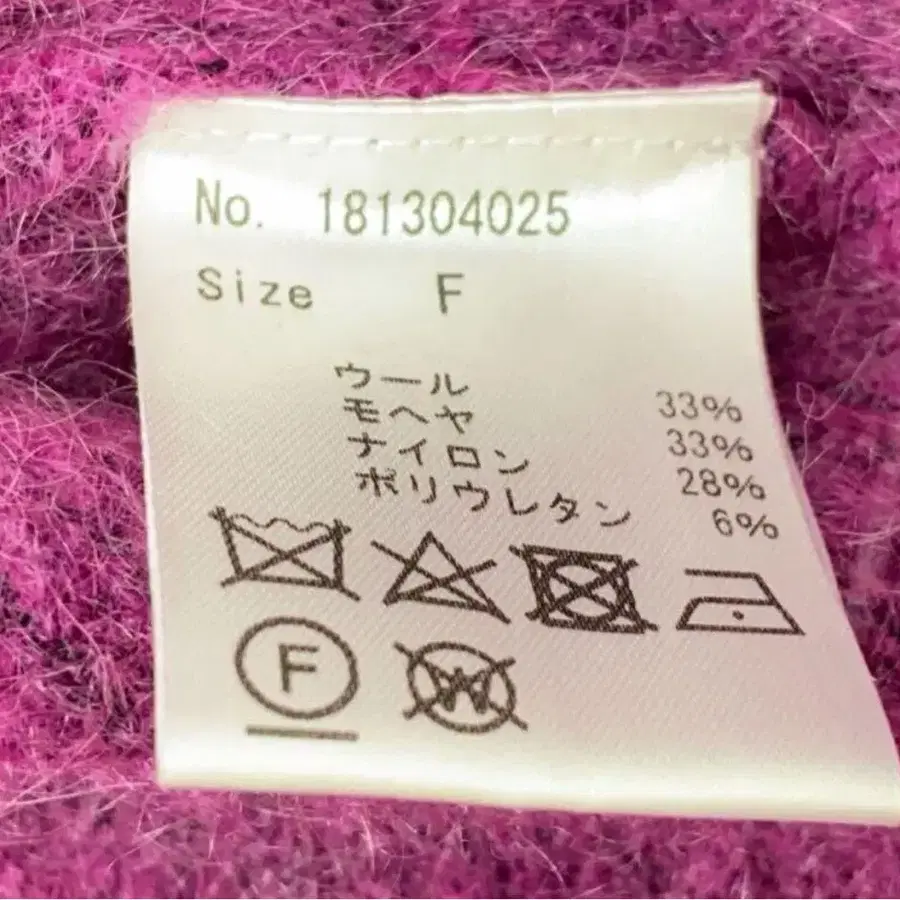 No. 181304025
Size F
ウール 33%
モヘヤ 33%
ナイロン 28%
ポリウレタン 6%
F W